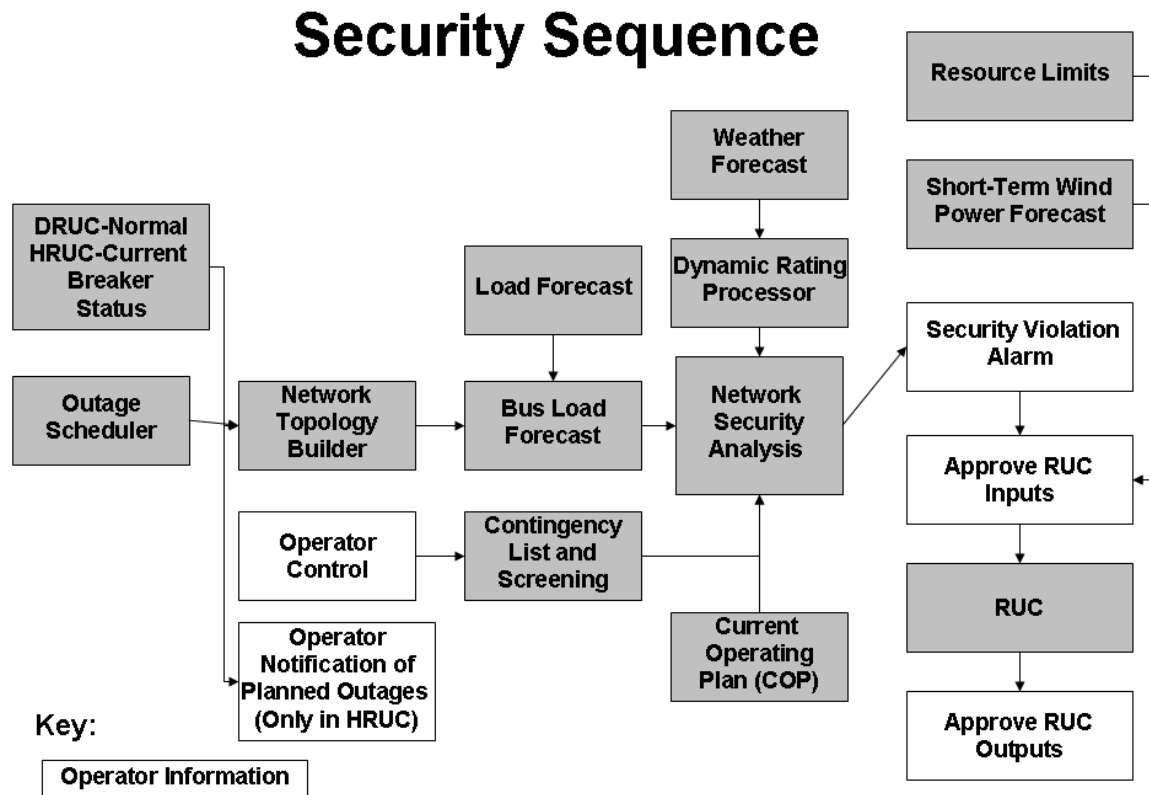 Security Sequence
Resource Limits
Weather
Forecast
Short-Term Wind
Power Forecast
DRUC-Normal
HRUC-Current
Breaker
Status
Load Forecast
Dynamic Rating
Processor
Security Violation
Alarm
Outage
Scheduler
Network
Topology
Builder
Bus Load
Forecast
Network
Security
Analysis
Approve RUC
Inputs
Operator
Control
Contingency
List and
Screening
RUC
Operator
Notification of
Planned Outages
(Only in HRUC)
Current
Operating
Plan (COP)
Approve RUC
Outputs
Key:
Operator Information